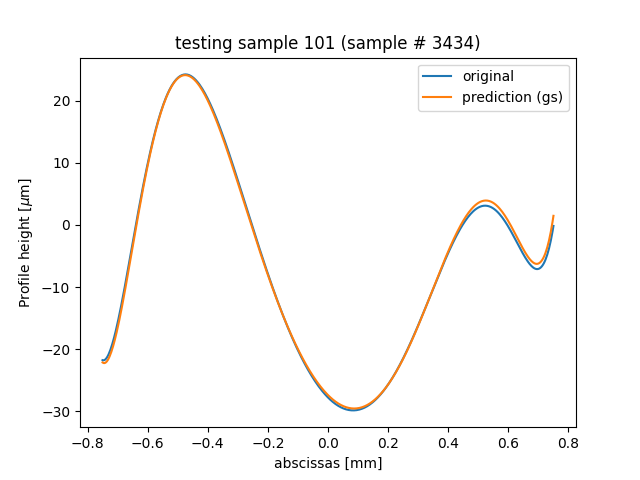 testing sample 101 (sample # 3434)
original
prediction (gs)
Profile height [μm]
20
10
0
−10
−20
−30
−0.8 −0.6 −0.4 −0.2 0.0 0.2 0.4 0.6 0.8
abscissas [mm]